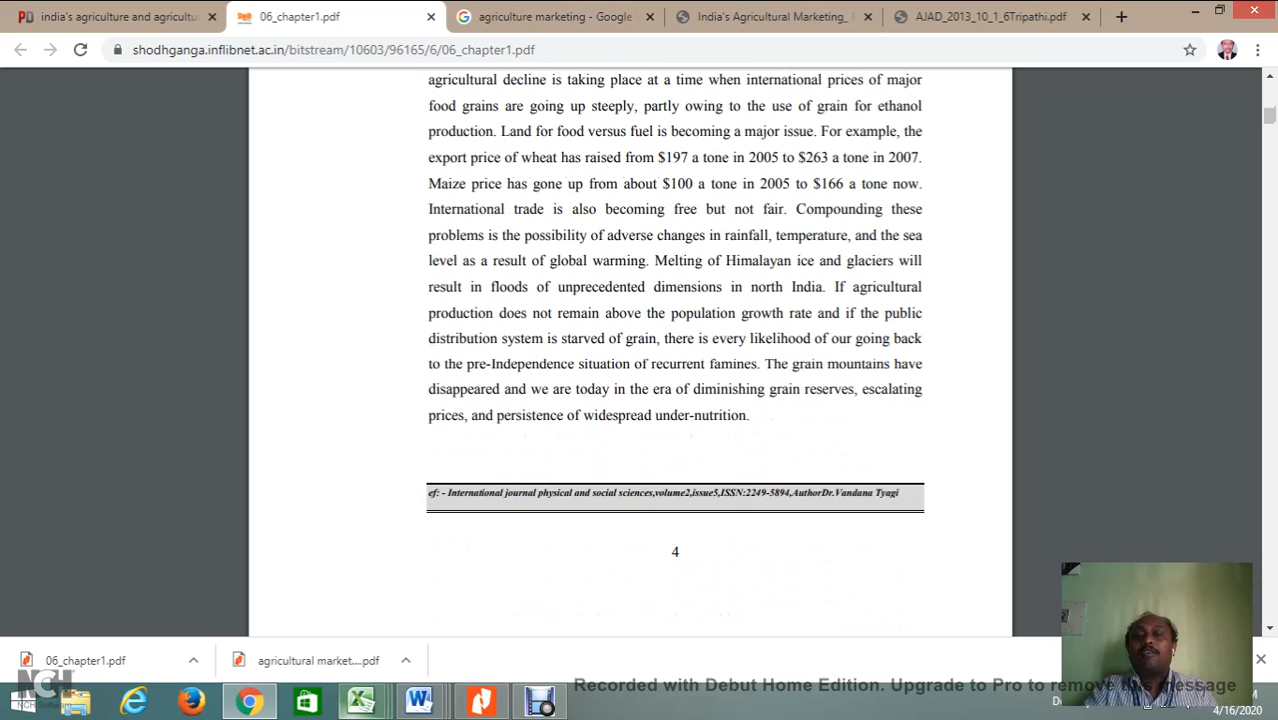 india's agriculture and agricultu
06_chapter1.pdf
agriculture marketing - Google
India's Agricultural Marketing_
AJAD_2013_10_1_6Tripathi.pdf
shodhganga.inflibnet.ac.in/bitstream/10603/96165/6/06_chapter1.pdf
agricultural decline is taking place at a time when international prices of major
food grains are going up steeply, partly owing to the use of grain for ethanol
production. Land for food versus fuel is becoming a major issue. For example, the
export price of wheat has raised from $197 a tone in 2005 to $263 a tone in 2007.
Maize price has gone up from about $100 a tone in 2005 to $166 a tone now.
International trade is also becoming free but not fair. Compounding these
problems is the possibility of adverse changes in rainfall, temperature, and the sea
level as a result of global warming. Melting of Himalayan ice and glaciers will
result in floods of unprecedented dimensions in north India. If agricultural
production does not remain above the population growth rate and if the public
distribution system is starved of grain, there is every likelihood of our going back
to the pre-Independence situation of recurrent famines. The grain mountains have
disappeared and we are today in the era of diminishing grain reserves, escalating
prices, and persistence of widespread under-nutrition.
ef: - International journal physical and social sciences,volume2,issue5,ISSN:2249-5894,AuthorDr.Vandana Tyagi
4
06_chapter1.pdf
agricultural market....pdf
NCH
NCH Software
Recorded with Debut Home Edition. Upgrade to Pro to remove this message
4/16/2020